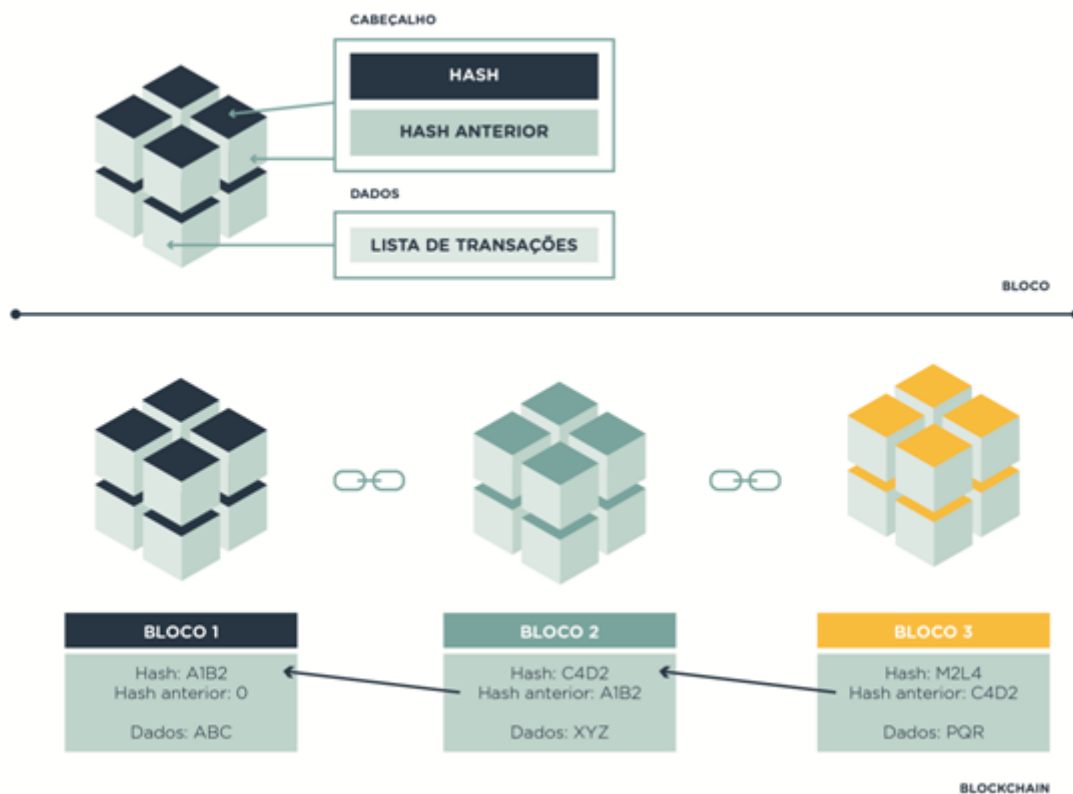 CABEÇALHO
HASH
HASH ANTERIOR
DADOS
LISTA DE TRANSAÇÕES
BLOCO
BLOCO 1
Hash: A1B2
Hash anterior: 0
Dados: ABC
BLOCO 2
Hash: C4D2
Hash anterior: A1B2
Dados: XYZ
BLOCO 3
Hash: M2L4
Hash anterior: C4D2
Dados: PQR
BLOCKCHAIN